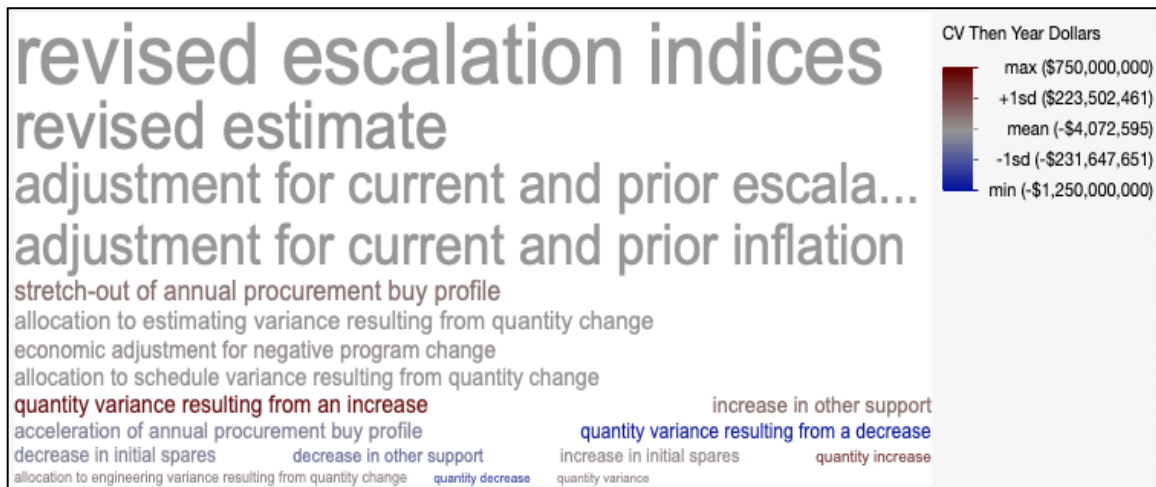 revised escalation indices
revised estimate
adjustment for current and prior escala...
adjustment for current and prior inflation
stretch-out of annual procurement buy profile
allocation to estimating variance resulting from quantity change
economic adjustment for negative program change
allocation to schedule variance resulting from quantity change
quantity variance resulting from an increase increase in other support
acceleration of annual procurement buy profile quantity variance resulting from a decrease
decrease in initial spares decrease in other support increase in initial spares quantity increase
allocation to engineering variance resulting from quantity change quantity decrease quantity variance
CV Then Year Dollars
max ($750,000,000)
+1sd ($223,502,461)
mean (-$4,072,595)
-1sd (-$231,647,651)
min (-$1,250,000,000)